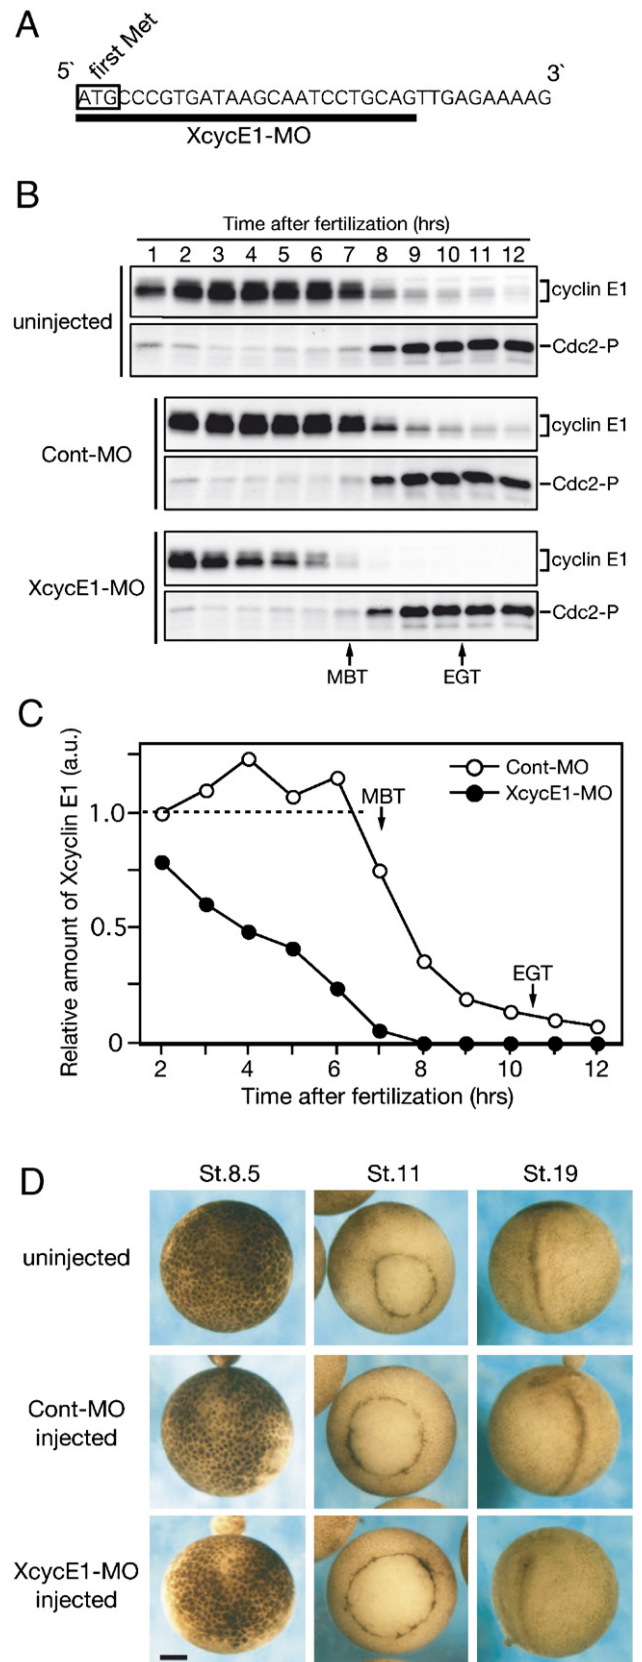 A
first Met
5‵ 3‵
ATGCCCGTGATAAGCAATCCTGCAGTTGAGAAAAG
XcycE1-MO
B
Time after fertilization (hrs)
1 2 3 4 5 6 7 8 9 10 11 12
uninjected
cyclin E1
Cdc2-P
Cont-MO
cyclin E1
Cdc2-P
XcycE1-MO
cyclin E1
Cdc2-P
MBT EGT
C
Relative amount of Xcyclin E1 (a.u.)
1.0
0.5
0
Cont-MO
XcycE1-MO
MBT
EGT
2 4 6 8 10 12
Time after fertilization (hrs)
D
St.8.5 St.11 St.19
uninjected
Cont-MO
injected
XcycE1-MO
injected